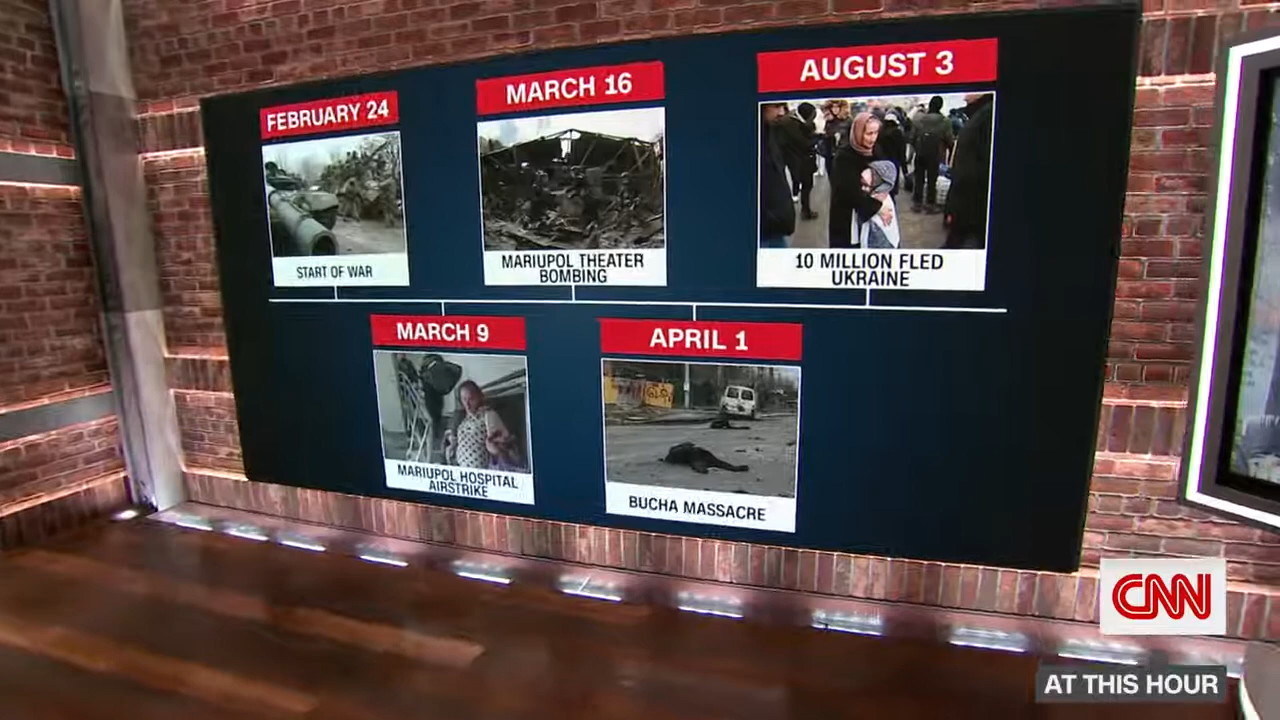 FEBRUARY 24
START OF WAR
MARCH 9
MARIUPOL HOSPITAL
AIRSTRIKE
MARCH 16
MARIUPOL THEATER
BOMBING
APRIL 1
BUCHA MASSACRE
AUGUST 3
10 MILLION FLED
UKRAINE
CNN
AT THIS HOUR